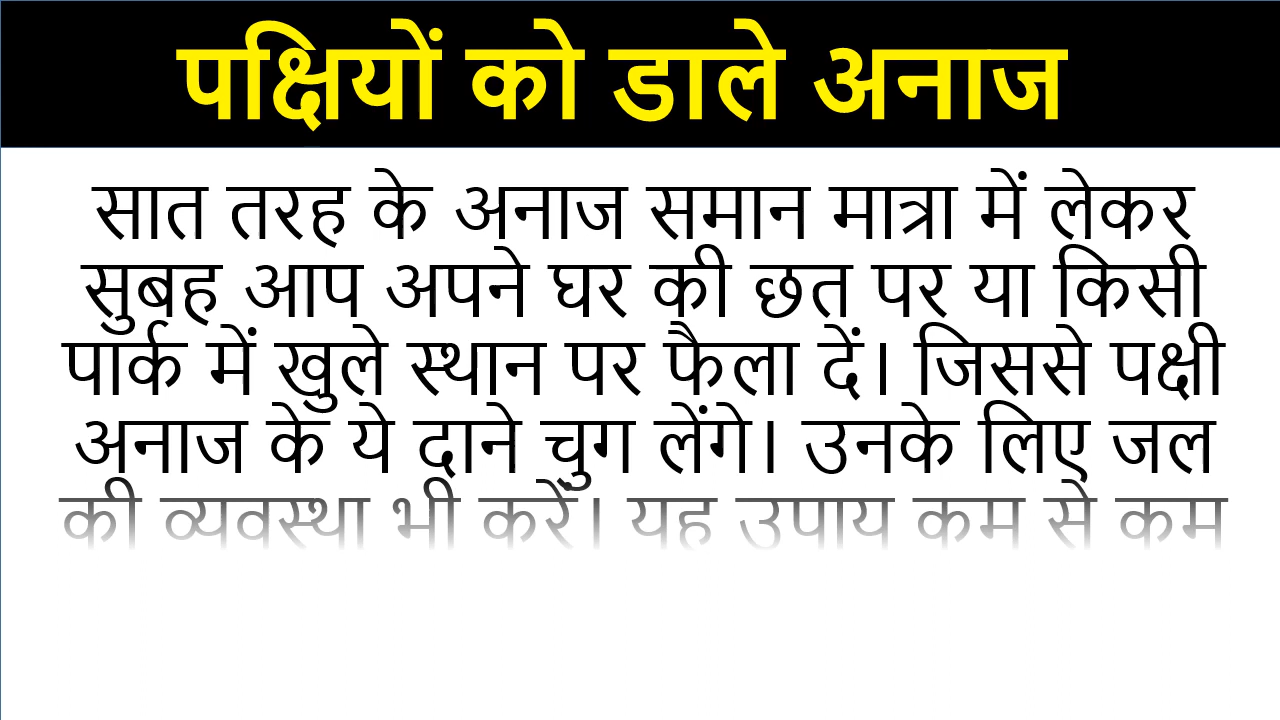 पक्षियों को डाले अनाज
सात तरह के अनाज समान मात्रा में लेकर
सुबह आप अपने घर की छत पर या किसी
पार्क में खुले स्थान पर फैला दें। जिससे पक्षी
अनाज के ये दाने चुग लेंगे। उनके लिए जल
की व्यवस्था भी करें। यह उपाय कम से कम